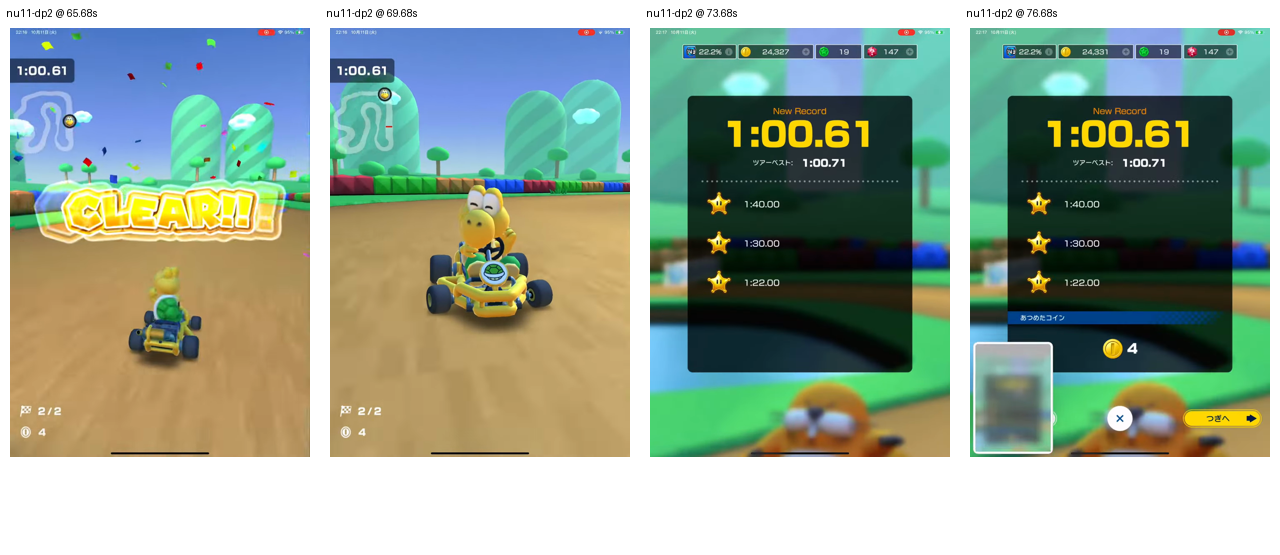 nu11-dp2 @ 65.68s
1:00.61
CLEAR!!
2/2
4
nu11-dp2 @ 69.68s
1:00.61
2/2
4
nu11-dp2 @ 73.68s
22.2%
24,327
19
147
New Record
1:00.61
ツアーベスト: 1:00.71
1:40.00
1:30.00
1:22.00
nu11-dp2 @ 76.68s
22.2%
24,331
19
147
New Record
1:00.61
ツアーベスト: 1:00.71
1:40.00
1:30.00
1:22.00
あつめたコイン
4
つぎへ